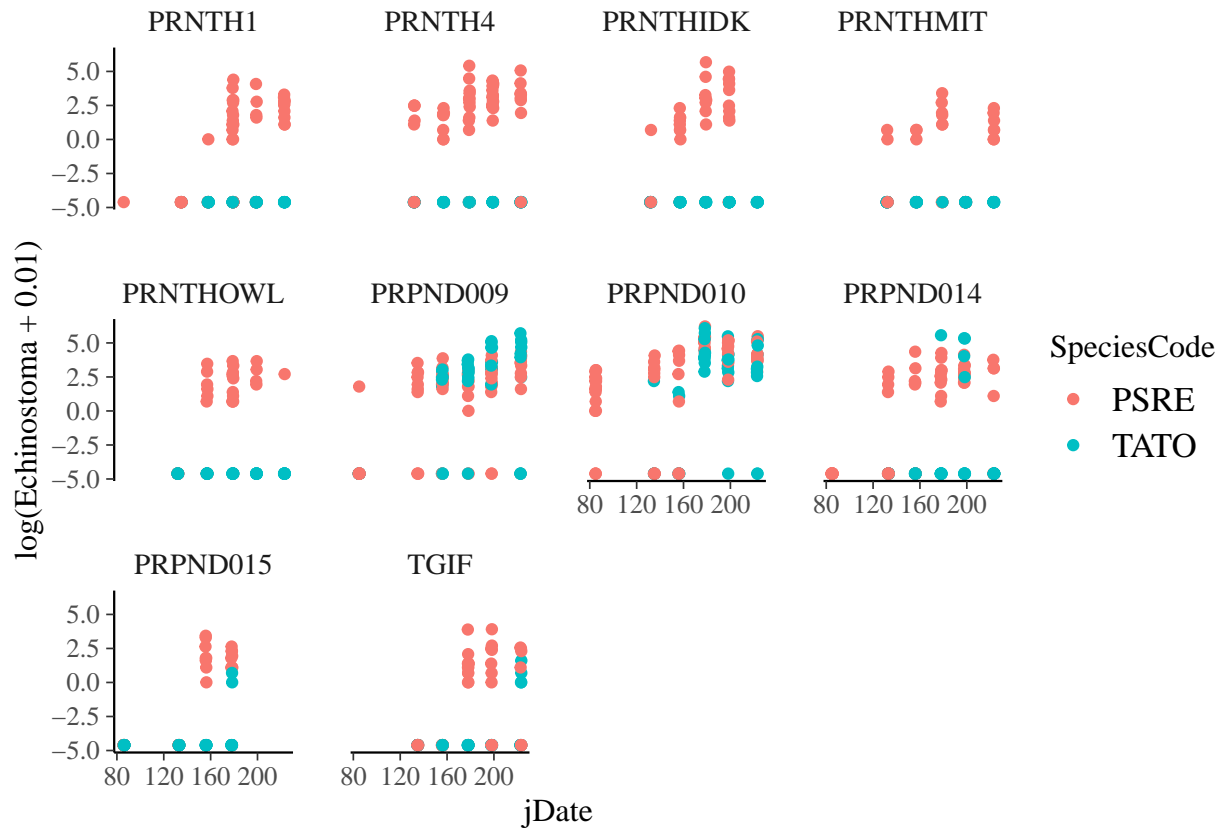 PRNTH1 PRNTH4 PRNTHIDK PRNTHMIT
5.0
2.5
0.0
−2.5
−5.0
PRNTHOWL PRPND009 PRPND010 PRPND014
5.0
2.5
0.0
−2.5
−5.0
80 120 160 200 80 120 160 200
PRPND015 TGIF
5.0
2.5
0.0
−2.5
−5.0
80 120 160 200 80 120 160 200
jDate
log(Echinostoma + 0.01)
SpeciesCode
PSRE
TATO